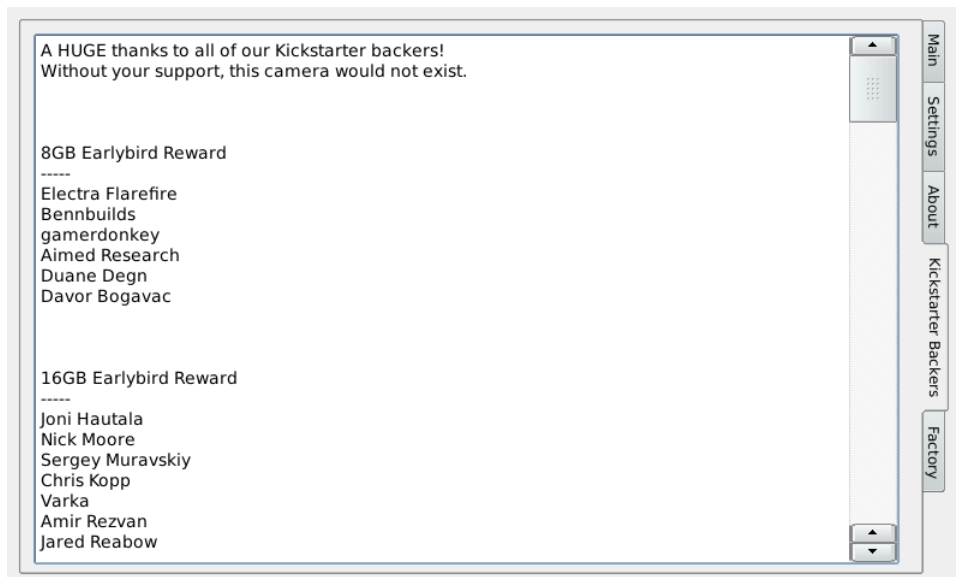 A HUGE thanks to all of our Kickstarter backers!
Without your support, this camera would not exist.
8GB Earlybird Reward
-----
Electra Flarefire
Bennbuilds
gamerdonkey
Aimed Research
Duane Degn
Davor Bogavac
16GB Earlybird Reward
-----
Joni Hautala
Nick Moore
Sergey Muravskiy
Chris Kopp
Varka
Amir Rezvan
Jared Reabow
Main
Settings
About
Kickstarter Backers
Factory